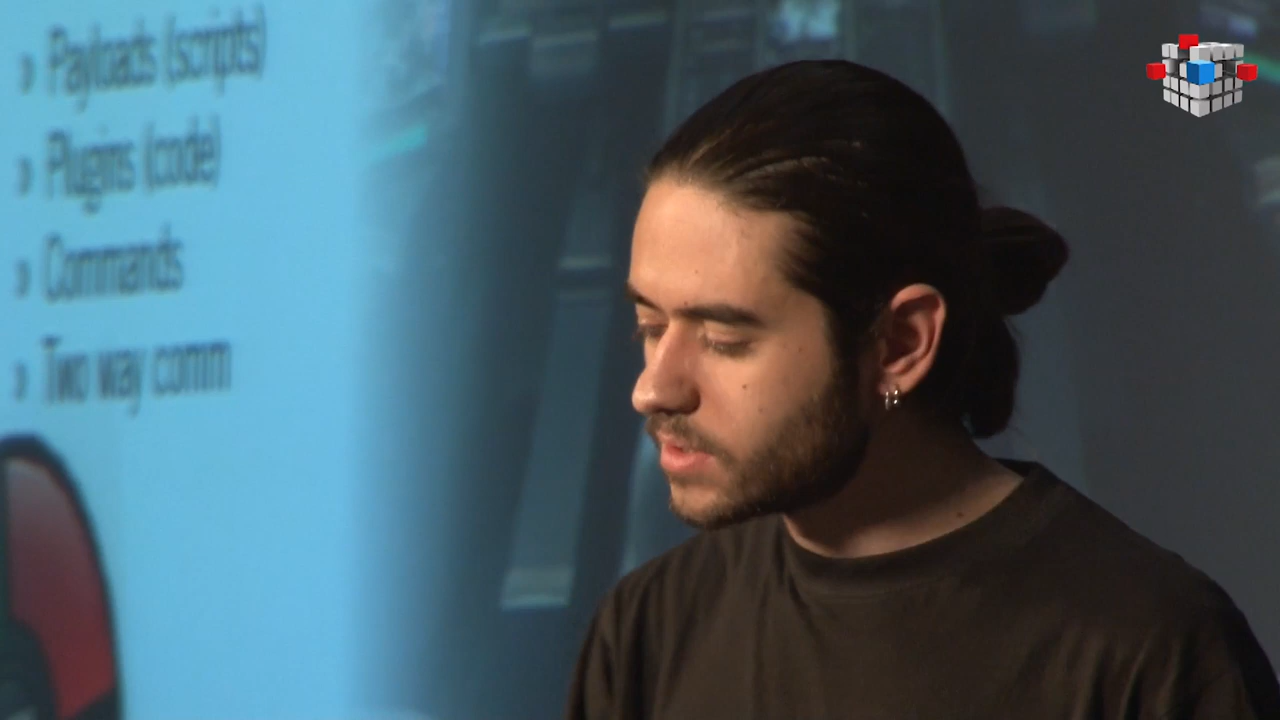 › Payloads (scripts)
› Plugins (code)
› Commands
› Two way comm